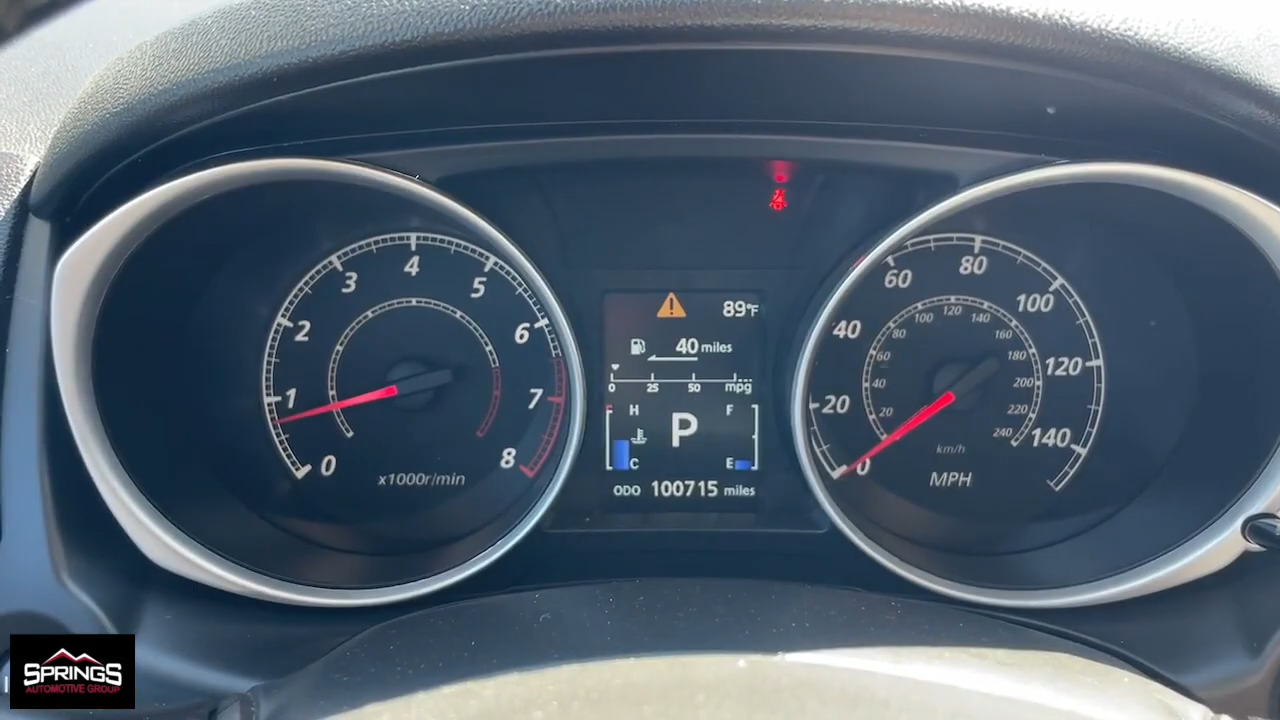 0
1
2
3
4
5
6
7
8
x1000r/min
89°F
40 miles
0 25 50 mpg
H F
P
C E
ODO 100715 miles
0
20
40
60
80
100
120
140
20
40
60
80
100
120
140
160
180
200
220
240
km/h
MPH
SPRINGS
AUTOMOTIVE GROUP